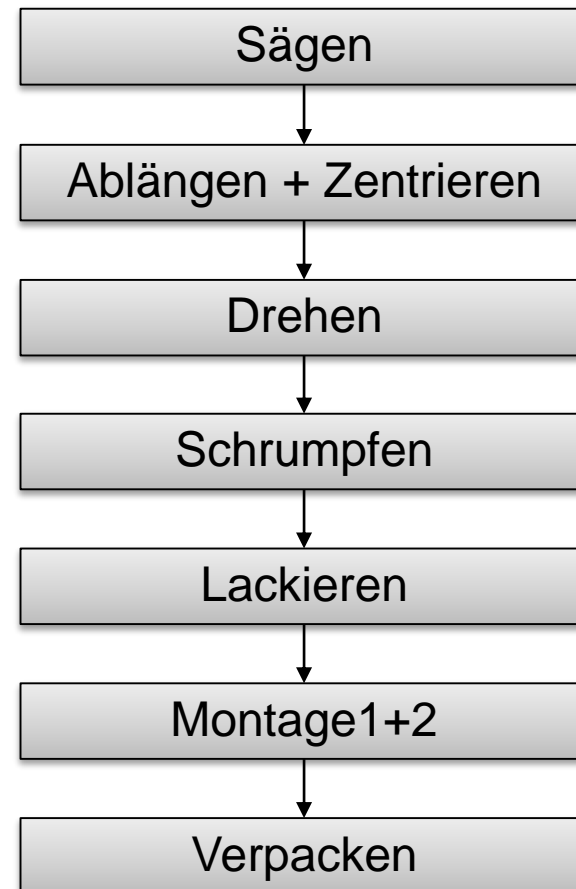 Sägen
Ablängen + Zentrieren
Drehen
Schrumpfen
Lackieren
Montage1+2
Verpacken